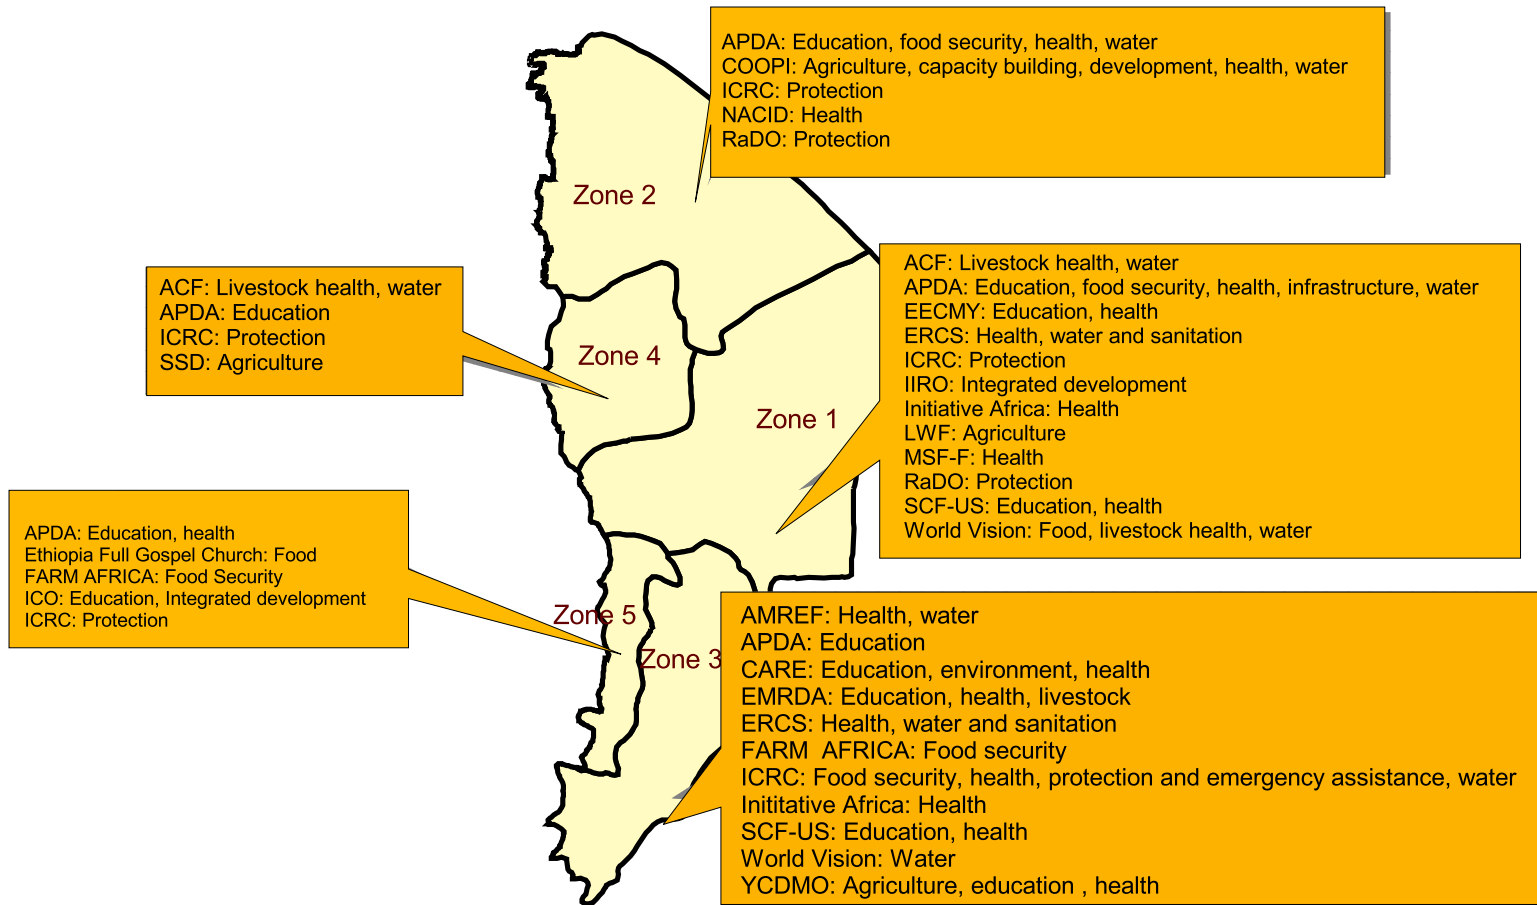 APDA: Education, food security, health, water
COOPI: Agriculture, capacity building, development, health, water
ICRC: Protection
NACID: Health
RaDO: Protection
Zone 2
ACF: Livestock health, water
APDA: Education, food security, health, infrastructure, water
EECMY: Education, health
ERCS: Health, water and sanitation
ICRC: Protection
IIRO: Integrated development
Initiative Africa: Health
LWF: Agriculture
MSF-F: Health
RaDO: Protection
SCF-US: Education, health
World Vision: Food, livestock health, water
ACF: Livestock health, water
APDA: Education
ICRC: Protection
SSD: Agriculture
Zone 4
Zone 1
APDA: Education, health
Ethiopia Full Gospel Church: Food
FARM AFRICA: Food Security
ICO: Education, Integrated development
ICRC: Protection
Zone 5
Zone 3
AMREF: Health, water
APDA: Education
CARE: Education, environment, health
EMRDA: Education, health, livestock
ERCS: Health, water and sanitation
FARM  AFRICA: Food security
ICRC: Food security, health, protection and emergency assistance, water
Inititative Africa: Health
SCF-US: Education, health
World Vision: Water
YCDMO: Agriculture, education , health